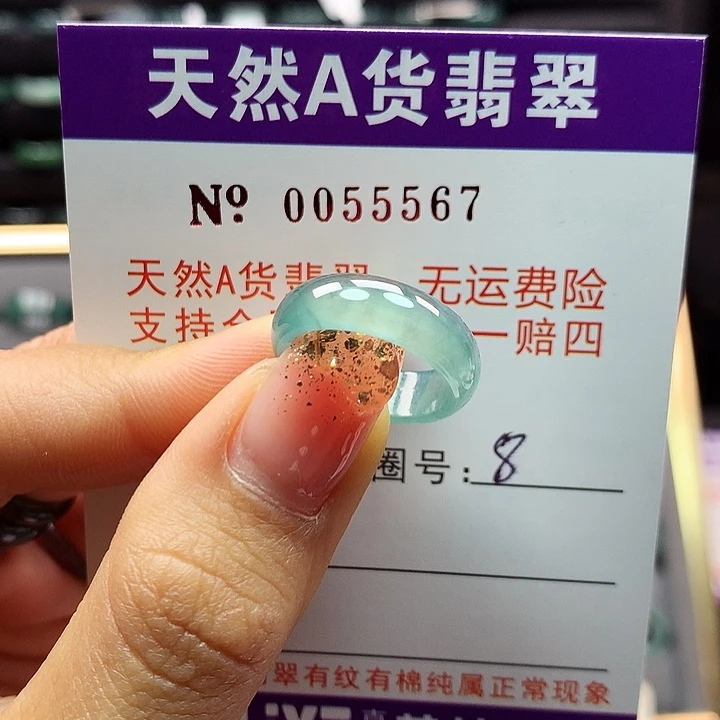 天然A货翡翠
Nº 0055567
天然A货翡翠 无运费险
支持 一赔四
圈号: 8
翠有纹有棉纯属正常现象